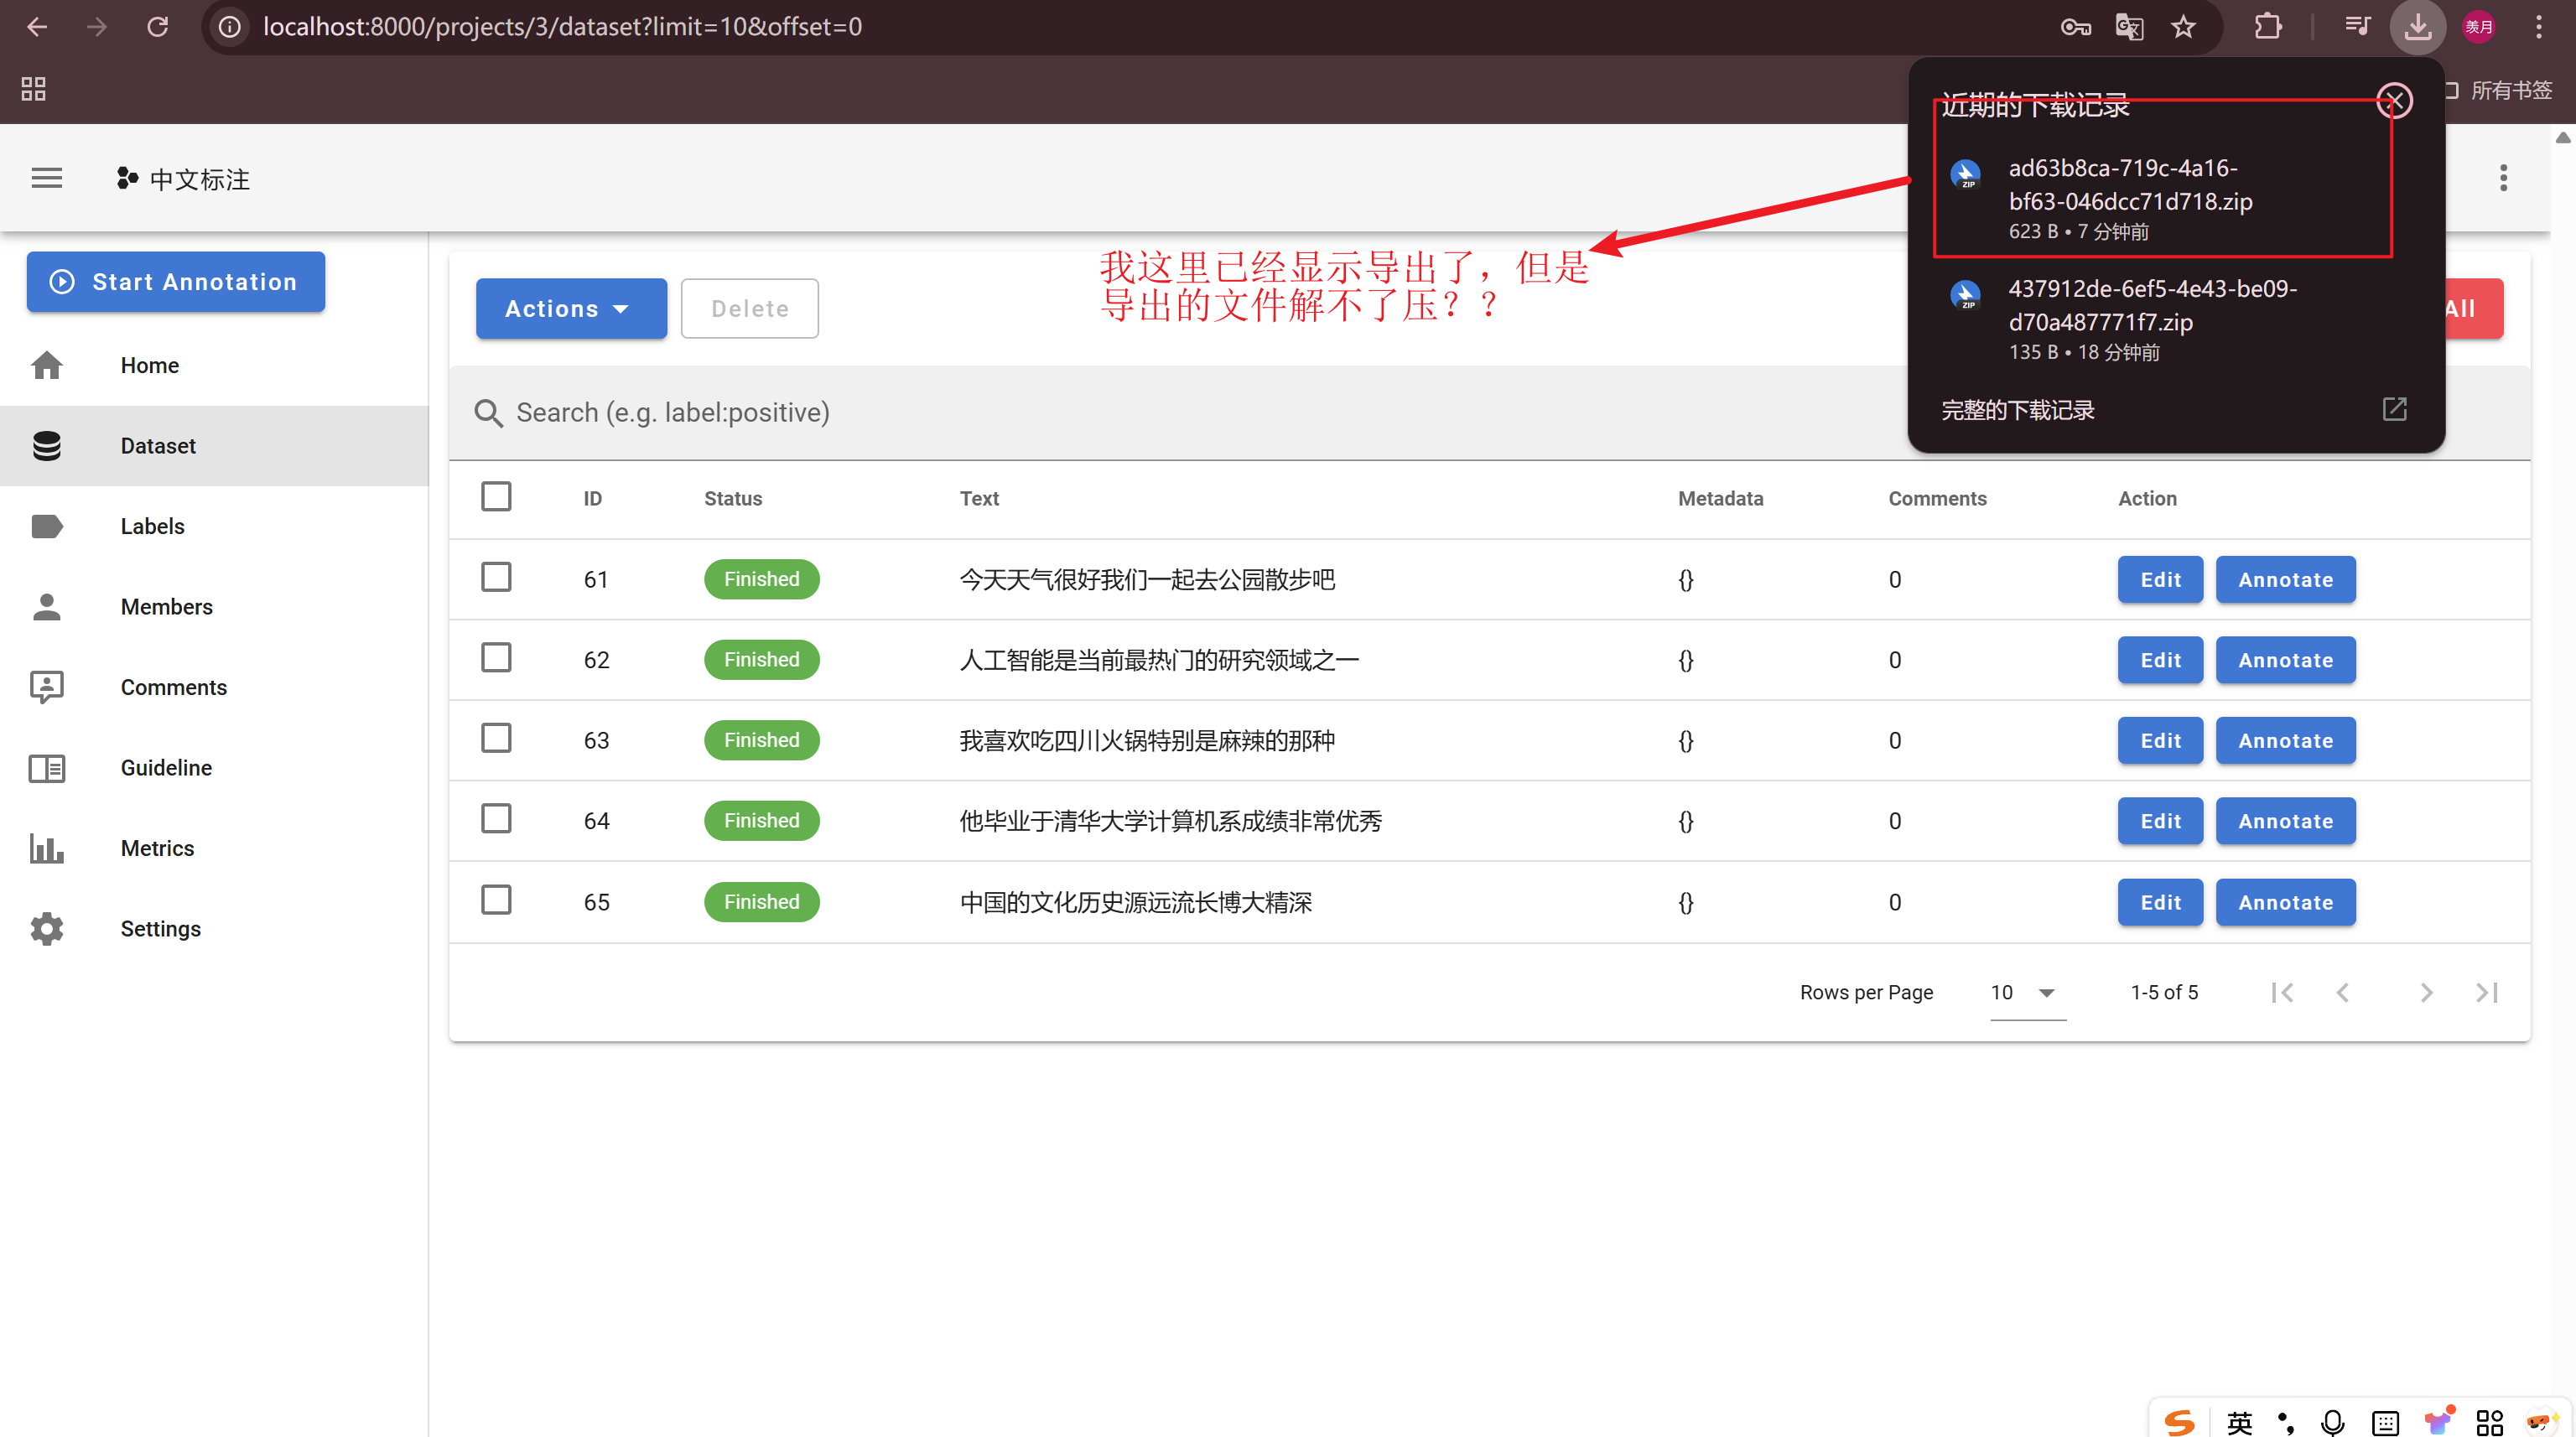 localhost:8000/projects/3/dataset?limit=10&offset=0
羡月
所有书签
近期的下载记录
ad63b8ca-719c-4a16-
bf63-046dcc71d718.zip
623 B • 7 分钟前
437912de-6ef5-4e43-be09-
d70a487771f7.zip
135 B • 18 分钟前
完整的下载记录
中文标注
Start Annotation
Home
Dataset
Labels
Members
Comments
Guideline
Metrics
Settings
我这里已经显示导出了，但是
导出的文件解不了压？？
Actions
Delete
All
Search (e.g. label:positive)
ID Status Text Metadata Comments Action
61 Finished 今天天气很好我们一起去公园散步吧 {} 0 Edit Annotate
62 Finished 人工智能是当前最热门的研究领域之一 {} 0 Edit Annotate
63 Finished 我喜欢吃四川火锅特别是麻辣的那种 {} 0 Edit Annotate
64 Finished 他毕业于清华大学计算机系成绩非常优秀 {} 0 Edit Annotate
65 Finished 中国的文化历史源远流长博大精深 {} 0 Edit Annotate
Rows per Page 10 1-5 of 5
英